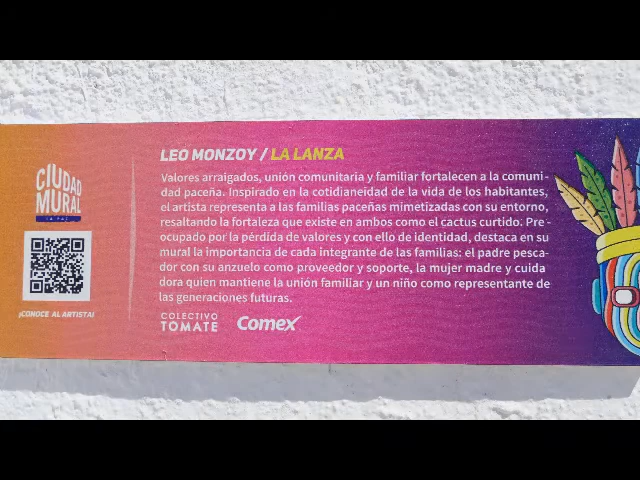 LEO MONZOY / LA LANZA
Valores arraigados, unión comunitaria y familiar fortalecen a la comuni-
dad paceña. Inspirado en la cotidianeidad de la vida de los habitantes,
el artista representa a las familias paceñas mimetizadas con su entorno,
resaltando la fortaleza que existe en ambos como el cactus curtido. Pre-
ocupado por la pérdida de valores y con ello de identidad, destaca en su
mural la importancia de cada integrante de las familias: el padre pesca-
dor con su anzuelo como proveedor y soporte, la mujer madre y cuida
dora quien mantiene la unión familiar y un niño como representante de
las generaciones futuras.
CIUDAD
MURAL
LA PAZ
¡CONOCE AL ARTISTA!
COLECTIVO
TOMATE
Comex